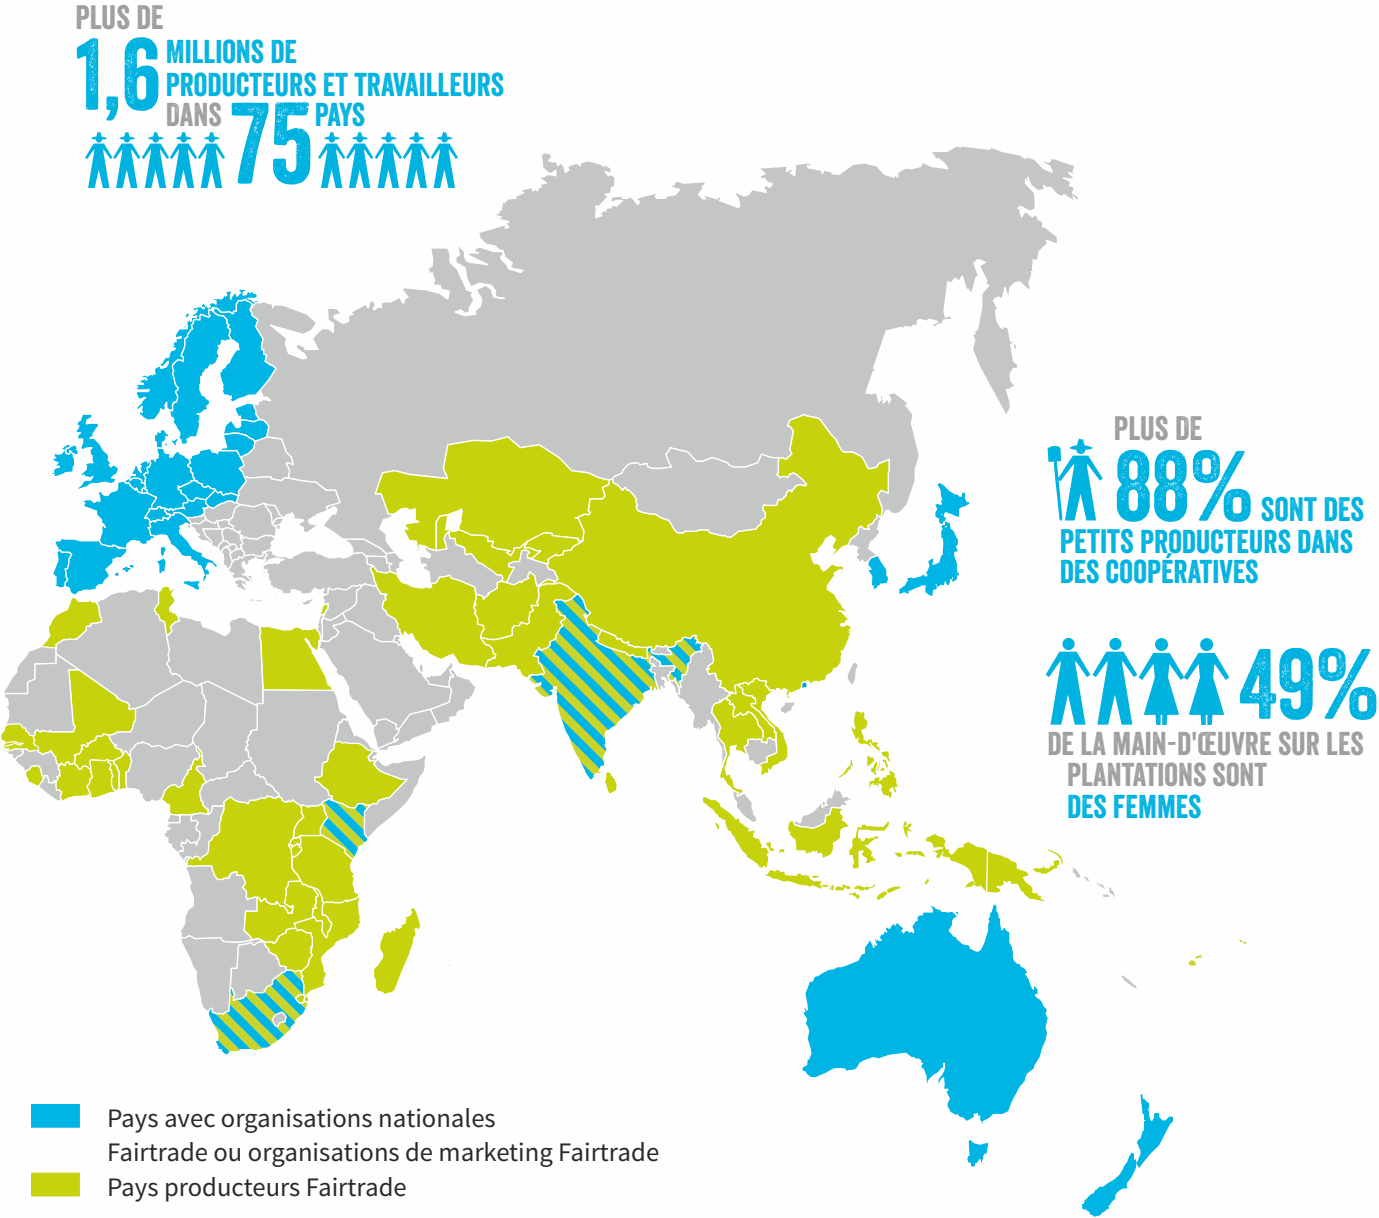 PLUS DE
1,6 MILLIONS DE
PRODUCTEURS ET TRAVAILLEURS
DANS 75 PAYS
PLUS DE
88% SONT DES
PETITS PRODUCTEURS DANS
DES COOPÉRATIVES
49%
DE LA MAIN-D'ŒUVRE SUR LES
PLANTATIONS SONT
DES FEMMES
Pays avec organisations nationales
Fairtrade ou organisations de marketing Fairtrade
Pays producteurs Fairtrade